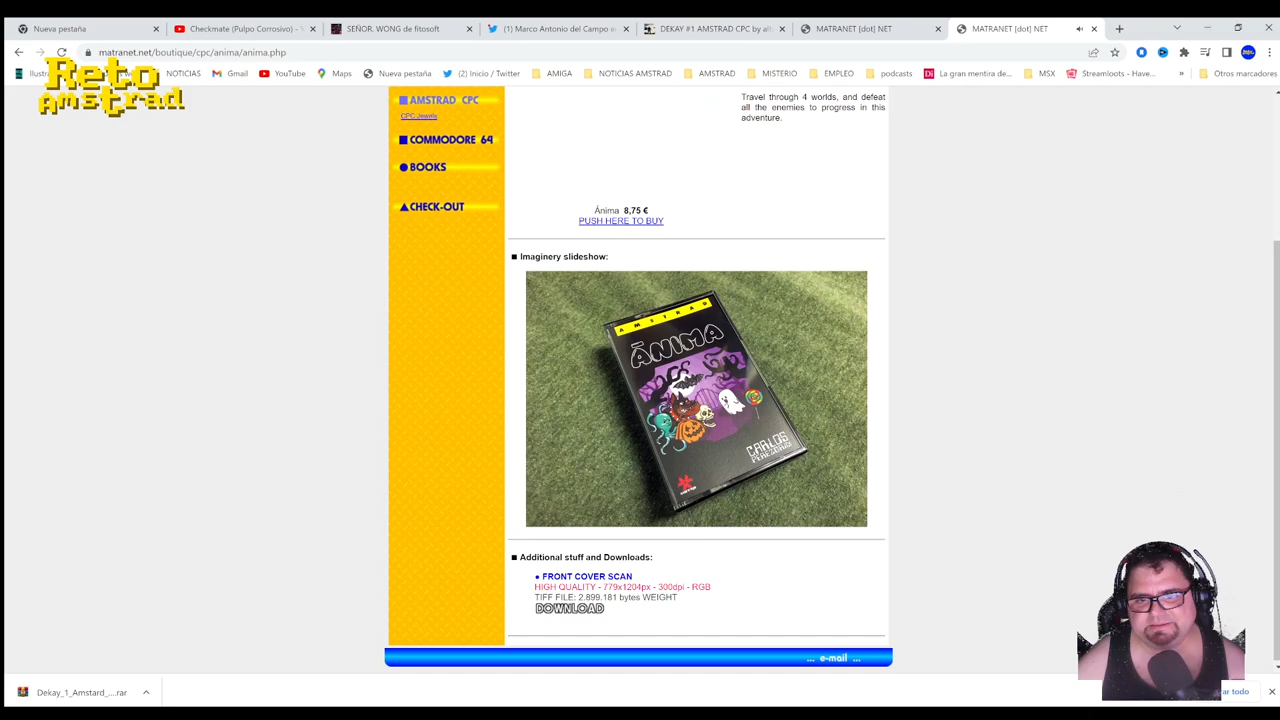 Nueva pestaña
Checkmate (Pulpo Corrosivo) -
SEÑOR. WONG de fitosoft
(1) Marco Antonio del Campo e
DEKAY #1 AMSTRAD CPC by al
MATRANET [dot] NET
MATRANET [dot] NET
matranet.net/boutique/cpc/anima/anima.php
NOTICIAS
Gmail
YouTube
Maps
Nueva pestaña
(2) Inicio / Twitter
AMIGA
NOTICIAS AMSTRAD
AMSTRAD
MISTERIO
EMPLEO
podcasts
La gran mentira de...
MSX
Streamloots - Have...
»
Otros marcadores
Reto
Amstrad
AMSTRAD CPC
CPC Jewels
COMMODORE 64
BOOKS
CHECK-OUT
Travel through 4 worlds, and defeat
all the enemies to progress in this
adventure.
Ánima 8,75 €
PUSH HERE TO BUY
Imaginery slideshow:
AMSTRAD
ÁNIMA
CARLOS
Additional stuff and Downloads:
● FRONT COVER SCAN
HIGH QUALITY - 779x1204px - 300dpi - RGB
TIFF FILE: 2.899.181 bytes WEIGHT
DOWNLOAD
... e-mail ...
Dekay_1_Amstard_....rar
ar todo